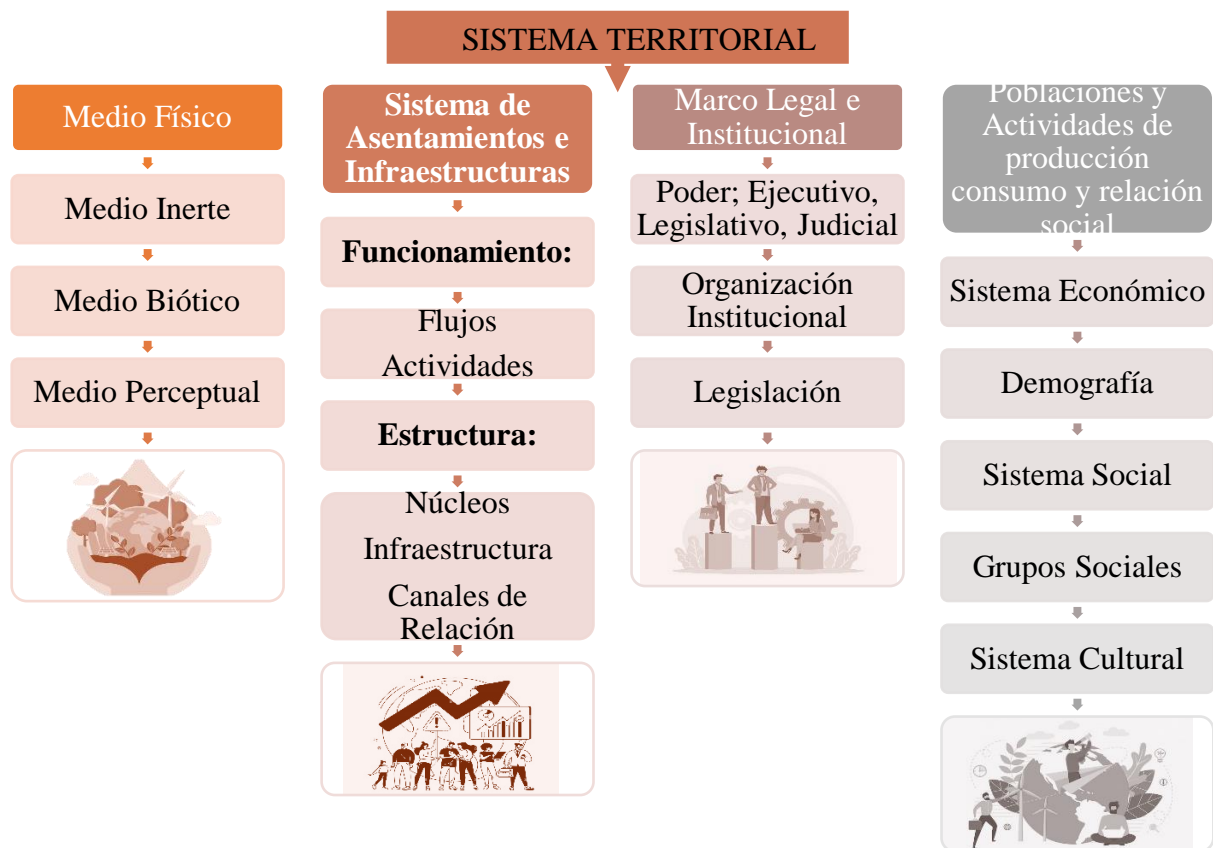 SISTEMA TERRITORIAL
Medio Físico
Medio Inerte
Medio Biótico
Medio Perceptual
Sistema de
Asentamientos e
Infraestructuras
Funcionamiento:
Flujos
Actividades
Estructura:
Núcleos
Infraestructura
Canales de
Relación
Marco Legal e
Institucional
Poder; Ejecutivo,
Legislativo, Judicial
Organización
Institucional
Legislación
Poblaciones y
Actividades de
producción
consumo y relación
social
Sistema Económico
Demografía
Sistema Social
Grupos Sociales
Sistema Cultural